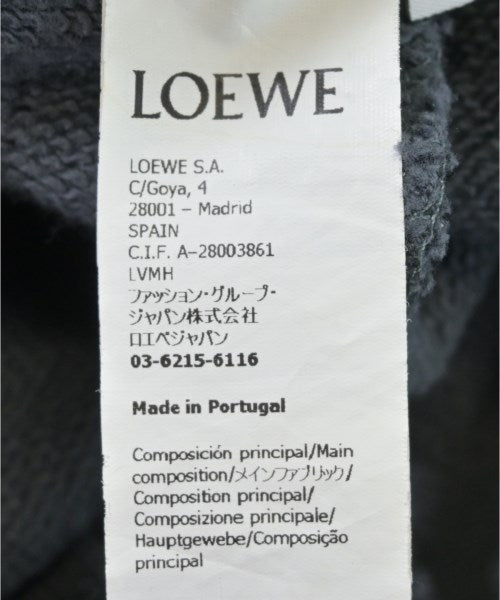 LOEWE
LOEWE S.A.
C/Goya, 4
28001 – Madrid
SPAIN
C.I.F. A-28003861
LVMH
ファッション・グループ・
ジャパン株式会社
ロエベジャパン
03-6215-6116
Made in Portugal
Composición principal/Main
composition/メインファブリック/
Composition principal/
Composizione principale/
Hauptgewebe/Composição
principal